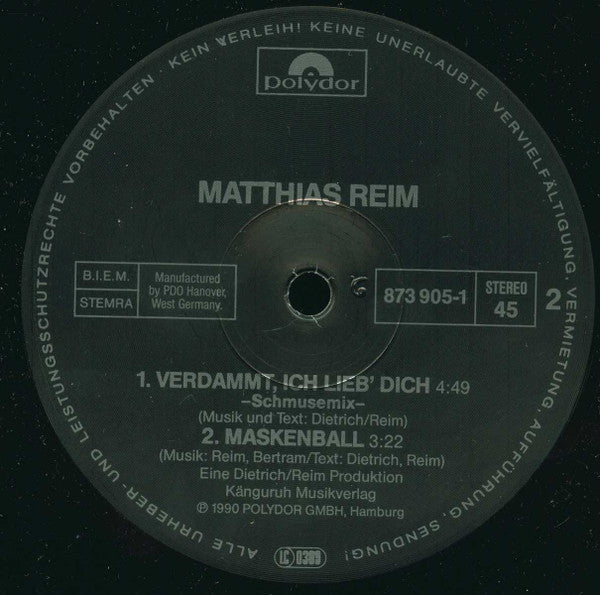 ALLE URHEBER- UND LEISTUNGSSCHUTZRECHTE VORBEHALTEN · KEIN VERLEIH! KEINE UNERLAUBTE VERVIELFÄLTIGUNG, VERMIETUNG, AUFFÜHRUNG, SENDUNG!
polydor
MATTHIAS REIM
B.I.E.M.
STEMRA
Manufactured
by PDO Hanover,
West Germany.
873 905-1
STEREO
45
2
1. VERDAMMT, ICH LIEB' DICH 4:49
–Schmusemix–
(Musik und Text: Dietrich/Reim)
2. MASKENBALL 3:22
(Musik: Reim, Bertram/Text: Dietrich, Reim)
Eine Dietrich/Reim Produktion
Känguruh Musikverlag
℗ 1990 POLYDOR GMBH, Hamburg
LC 0309